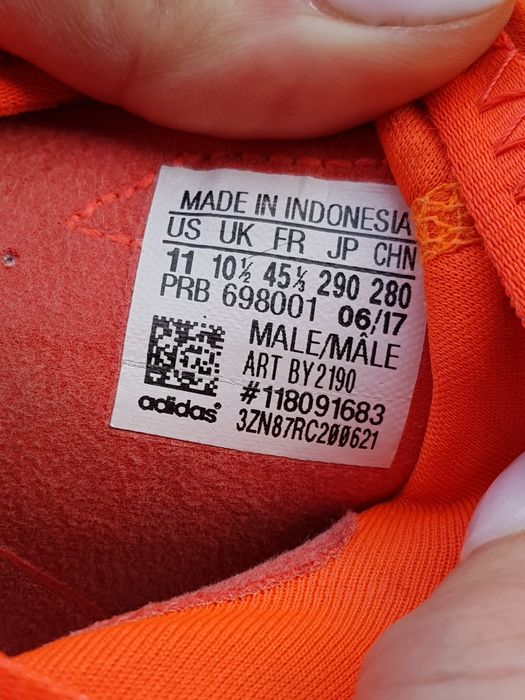 MADE IN INDONESIA
US UK FR JP CHN
11 10½ 45⅓ 290 280
PRB 698001 06/17
MALE/MÂLE
ART BY2190
#118091683
adidas® 3ZN87RC200621